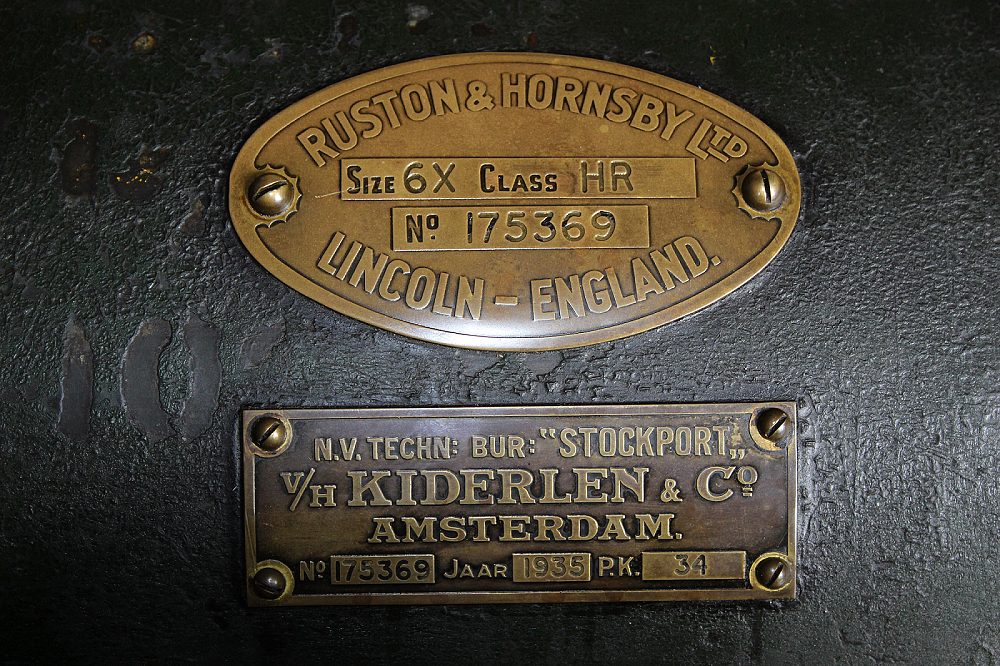 RUSTON & HORNSBY LTD
SIZE 6X CLASS HR
Nº 175369
LINCOLN - ENGLAND.
N.V. TECHN: BUR: "STOCKPORT„
V/H KIDERLEN & Cº
AMSTERDAM.
Nº 175369 JAAR 1935 P.K. 34